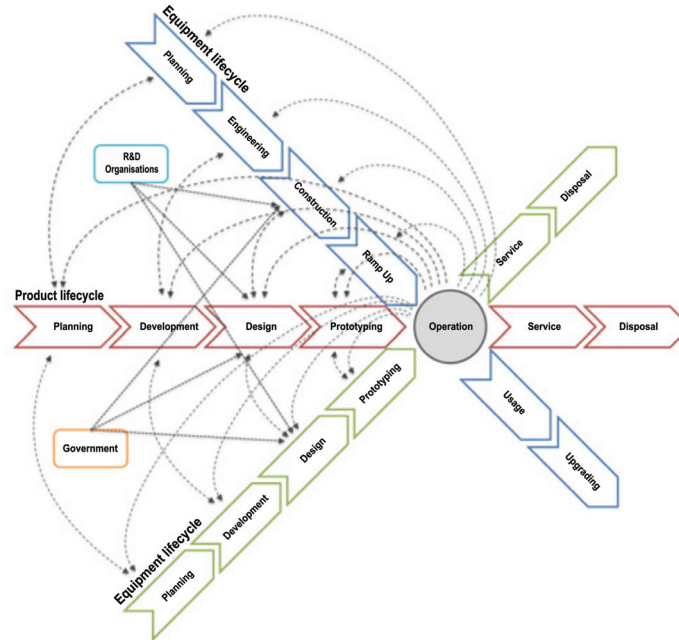 Equipment lifecycle
Planning
Engineering
Construction
Ramp Up
R&D
Organisations
Disposal
Service
Product lifecycle
Planning
Development
Design
Prototyping
Operation
Service
Disposal
Prototyping
Design
Development
Planning
Equipment lifecycle
Government
Usage
Upgrading